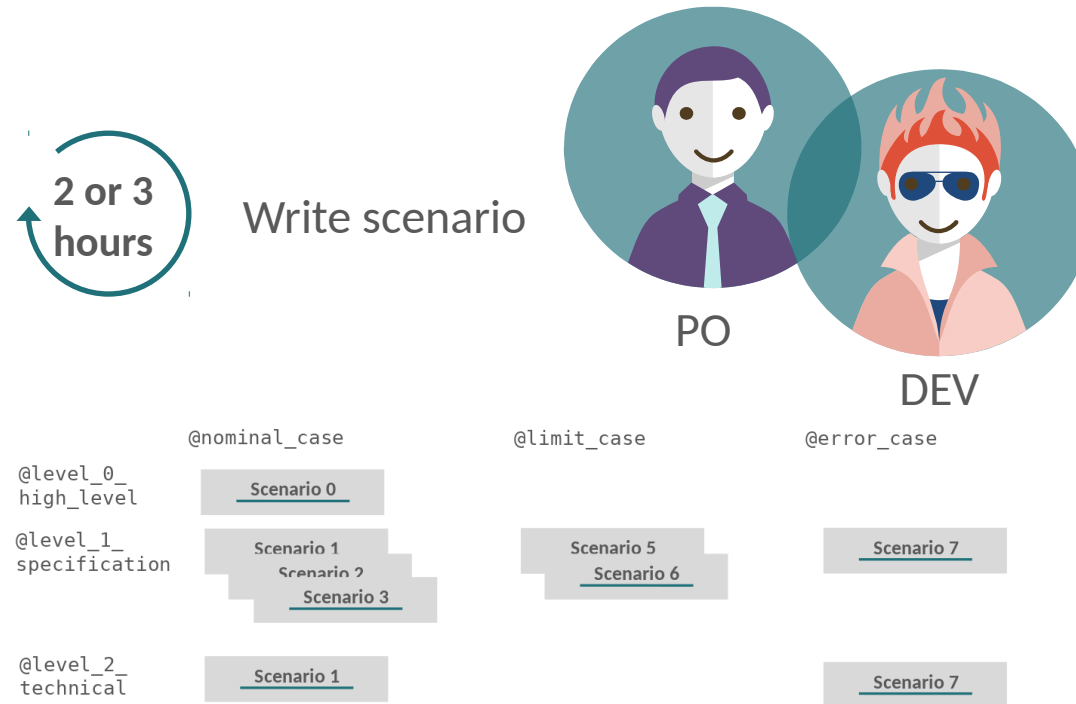 2 or 3
hours
Write scenario
PO
DEV
@nominal_case
@limit_case
@error_case
@level_0_
high_level
Scenario 0
@level_1_
specification
Scenario 1
Scenario 2
Scenario 3
Scenario 5
Scenario 6
Scenario 7
@level_2_
technical
Scenario 1
Scenario 7